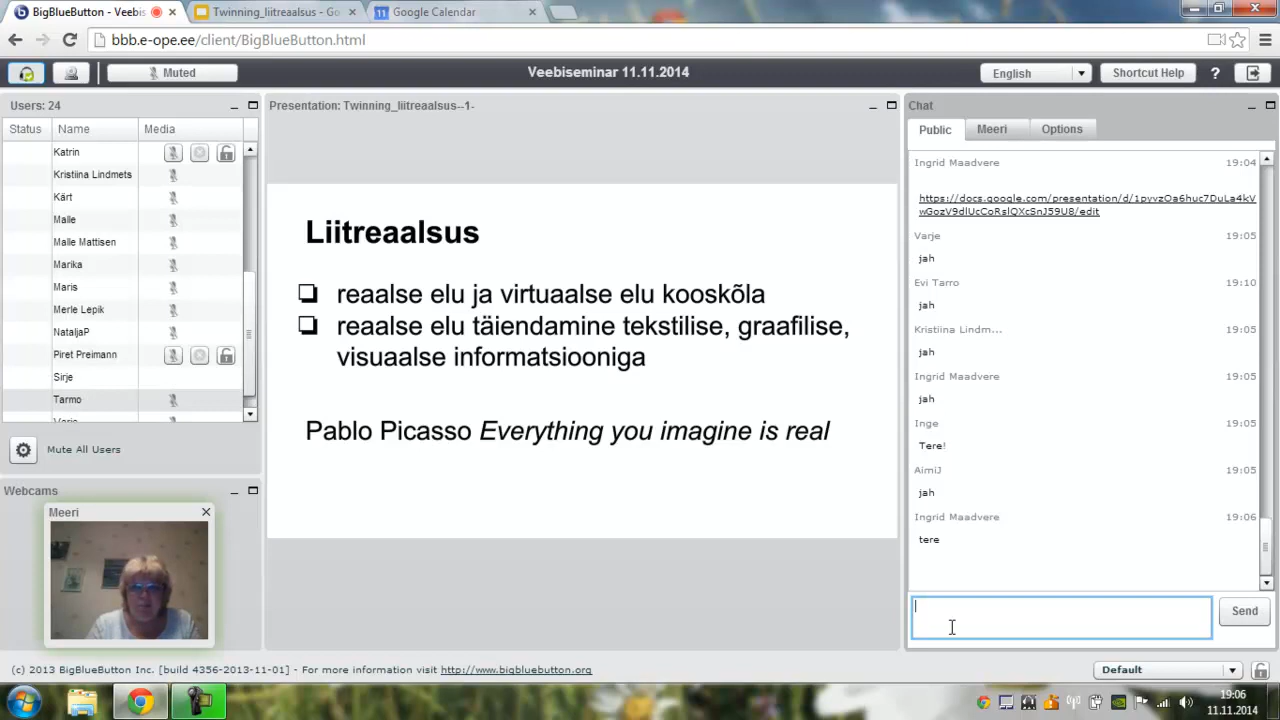 BigBlueButton - Veebis
Twinning_liitreaalsus - Go
Google Calendar
bbb.e-ope.ee/client/BigBlueButton.html
Muted
Veebiseminar 11.11.2014
English
Shortcut Help
?
Users: 24
Status Name Media
Katrin
Kristiina Lindmets
Kärt
Malle
Malle Mattisen
Marika
Maris
Merle Lepik
NataljaP
Piret Preimann
Sirje
Tarmo
Mute All Users
Webcams
Meeri
Presentation: Twinning_liitreaalsus--1-
Liitreaalsus
reaalse elu ja virtuaalse elu kooskõla
reaalse elu täiendamine tekstilise, graafilise,
visuaalse informatsiooniga
Pablo Picasso Everything you imagine is real
Chat
Public Meeri Options
Ingrid Maadvere 19:04
https://docs.google.com/presentation/d/1pyvzOa6huc7DuLa4kV
wGozV9dlUcCoRslQXcSnJ59U8/edit
Varje 19:05
jah
Evi Tarro 19:10
jah
Kristiina Lindm... 19:05
jah
Ingrid Maadvere 19:05
jah
Inge 19:05
Tere!
AimiJ 19:05
jah
Ingrid Maadvere 19:06
tere
Send
(c) 2013 BigBlueButton Inc. [build 4356-2013-11-01] - For more information visit http://www.bigbluebutton.org
Default
19:06
11.11.2014